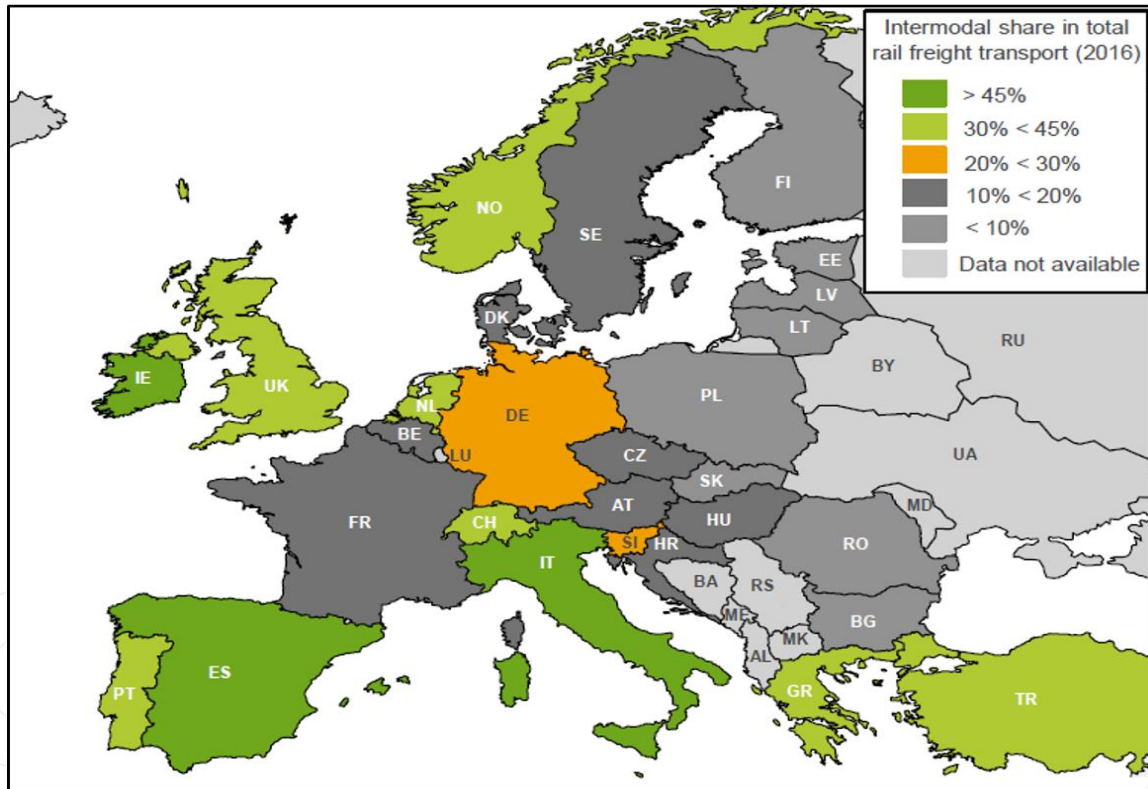 Intermodal share in total
rail freight transport (2016)
> 45%
30% < 45%
20% < 30%
10% < 20%
< 10%
Data not available
NO
SE
FI
EE
LV
LT
DK
RU
BY
IE
UK
NL
DE
PL
BE
LU
CZ
UA
SK
FR
AT
HU
MD
CH
RO
IT
SI
HR
BA
RS
ME
BG
MK
AL
ES
PT
GR
TR